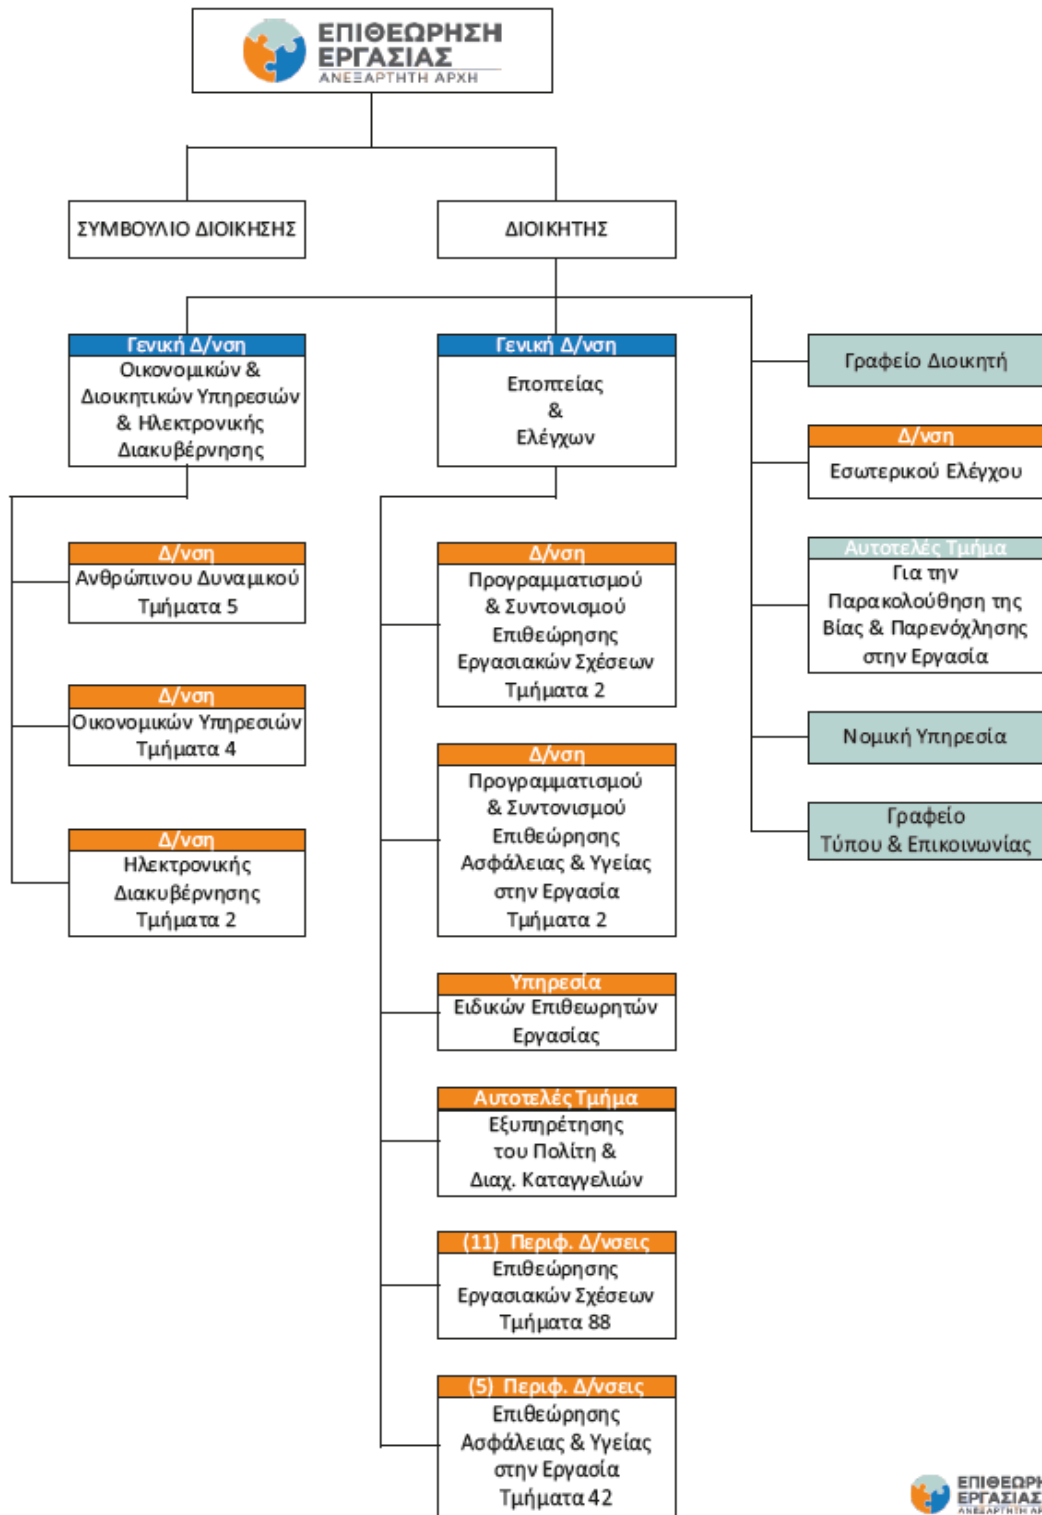 ΕΠΙΘΕΩΡΗΣΗ
ΕΡΓΑΣΙΑΣ
ΑΝΕΞΑΡΤΗΤΗ ΑΡΧΗ
ΣΥΜΒΟΥΛΙΟ ΔΙΟΙΚΗΣΗΣ
ΔΙΟΙΚΗΤΗΣ
Γενική Δ/νση
Οικονομικών &
Διοικητικών Υπηρεσιών
& Ηλεκτρονικής
Διακυβέρνησης
Δ/νση
Ανθρώπινου Δυναμικού
Τμήματα 5
Δ/νση
Οικονομικών Υπηρεσιών
Τμήματα 4
Δ/νση
Ηλεκτρονικής
Διακυβέρνησης
Τμήματα 2
Γενική Δ/νση
Εποπτείας
&
Ελέγχων
Δ/νση
Προγραμματισμού
& Συντονισμού
Επιθεώρησης
Εργασιακών Σχέσεων
Τμήματα 2
Δ/νση
Προγραμματισμού
& Συντονισμού
Επιθεώρησης
Ασφάλειας & Υγείας
στην Εργασία
Τμήματα 2
Υπηρεσία
Ειδικών Επιθεωρητών
Εργασίας
Αυτοτελές Τμήμα
Εξυπηρέτησης
του Πολίτη &
Διαχ. Καταγγελιών
(11) Περιφ. Δ/νσεις
Επιθεώρησης
Εργασιακών Σχέσεων
Τμήματα 88
(5) Περιφ. Δ/νσεις
Επιθεώρησης
Ασφάλειας & Υγείας
στην Εργασία
Τμήματα 42
Γραφείο Διοικητή
Δ/νση
Εσωτερικού Ελέγχου
Αυτοτελές Τμήμα
Για την
Παρακολούθηση της
Βίας & Παρενόχλησης
στην Εργασία
Νομική Υπηρεσία
Γραφείο
Τύπου & Επικοινωνίας
ΕΡΓΑΣΙΑΣ